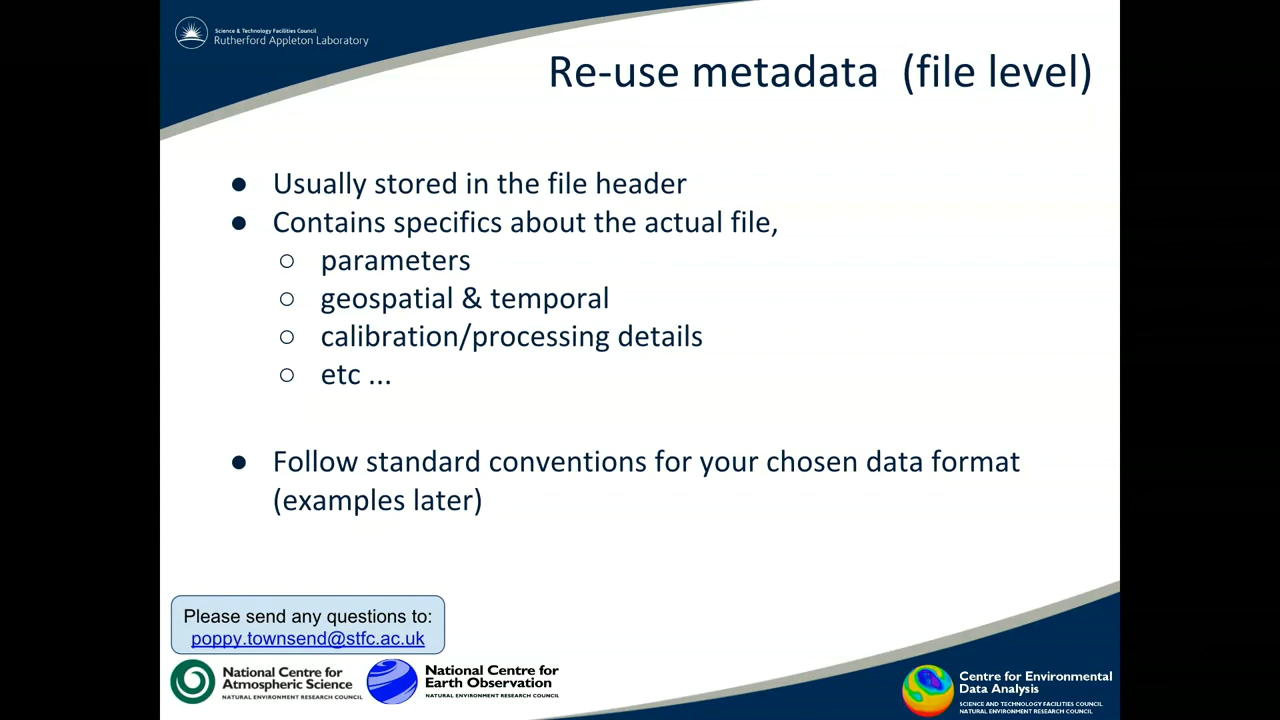 Science & Technology Facilities Council
Rutherford Appleton Laboratory
Re-use metadata (file level)
● Usually stored in the file header
● Contains specifics about the actual file,
○ parameters
○ geospatial & temporal
○ calibration/processing details
○ etc ...
● Follow standard conventions for your chosen data format
(examples later)
Please send any questions to:
poppy.townsend@stfc.ac.uk
National Centre for
Atmospheric Science
NATURAL ENVIRONMENT RESEARCH COUNCIL
National Centre for
Earth Observation
NATURAL ENVIRONMENT RESEARCH COUNCIL
Centre for Environmental
Data Analysis
SCIENCE AND TECHNOLOGY FACILITIES COUNCIL
NATURAL ENVIRONMENT RESEARCH COUNCIL